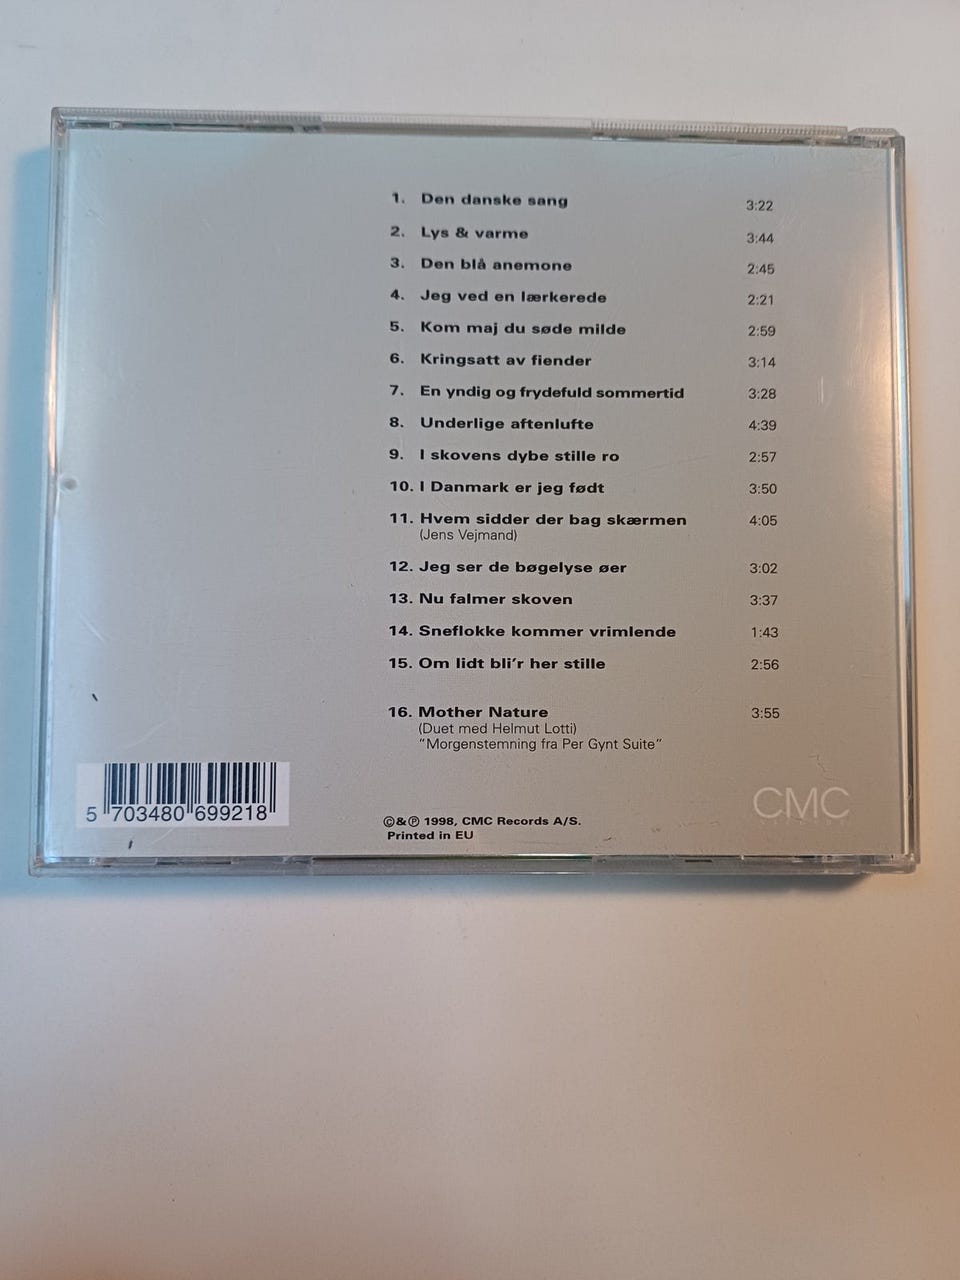 1. Den danske sang 3:22
2. Lys & varme 3:44
3. Den blå anemone 2:45
4. Jeg ved en lærkerede 2:21
5. Kom maj du søde milde 2:59
6. Kringsatt av fiender 3:14
7. En yndig og frydefuld sommertid 3:28
8. Underlige aftenlufte 4:39
9. I skovens dybe stille ro 2:57
10. I Danmark er jeg født 3:50
11. Hvem sidder der bag skærmen 4:05
(Jens Vejmand)
12. Jeg ser de bøgelyse øer 3:02
13. Nu falmer skoven 3:37
14. Sneflokke kommer vrimlende 1:43
15. Om lidt bli'r her stille 2:56
16. Mother Nature 3:55
(Duet med Helmut Lotti)
"Morgenstemning fra Per Gynt Suite"
5 703480 699218
CMC
©&℗ 1998, CMC Records A/S.
Printed in EU